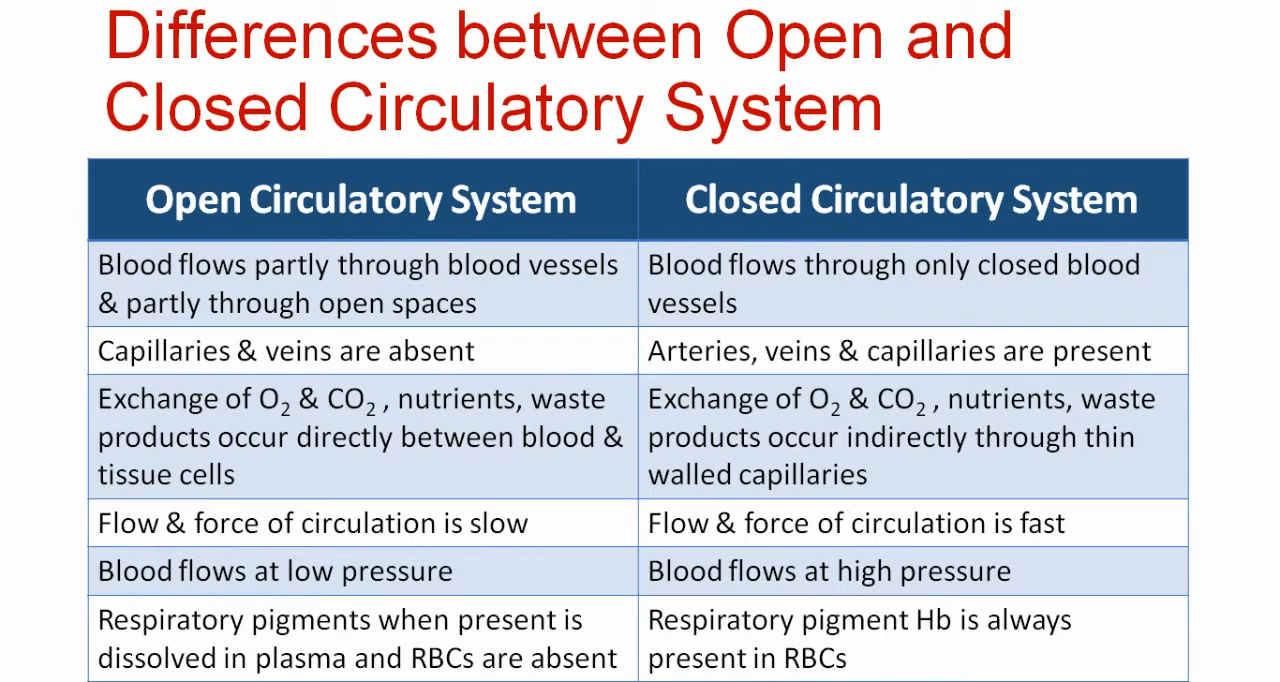 Differences between Open and
Closed Circulatory System
Open Circulatory System
Closed Circulatory System
Blood flows partly through blood vessels
& partly through open spaces
Blood flows through only closed blood
vessels
Capillaries & veins are absent
Arteries, veins & capillaries are present
Exchange of O₂ & CO₂ , nutrients, waste
products occur directly between blood &
tissue cells
Exchange of O₂ & CO₂ , nutrients, waste
products occur indirectly through thin
walled capillaries
Flow & force of circulation is slow
Flow & force of circulation is fast
Blood flows at low pressure
Blood flows at high pressure
Respiratory pigments when present is
dissolved in plasma and RBCs are absent
Respiratory pigment Hb is always
present in RBCs